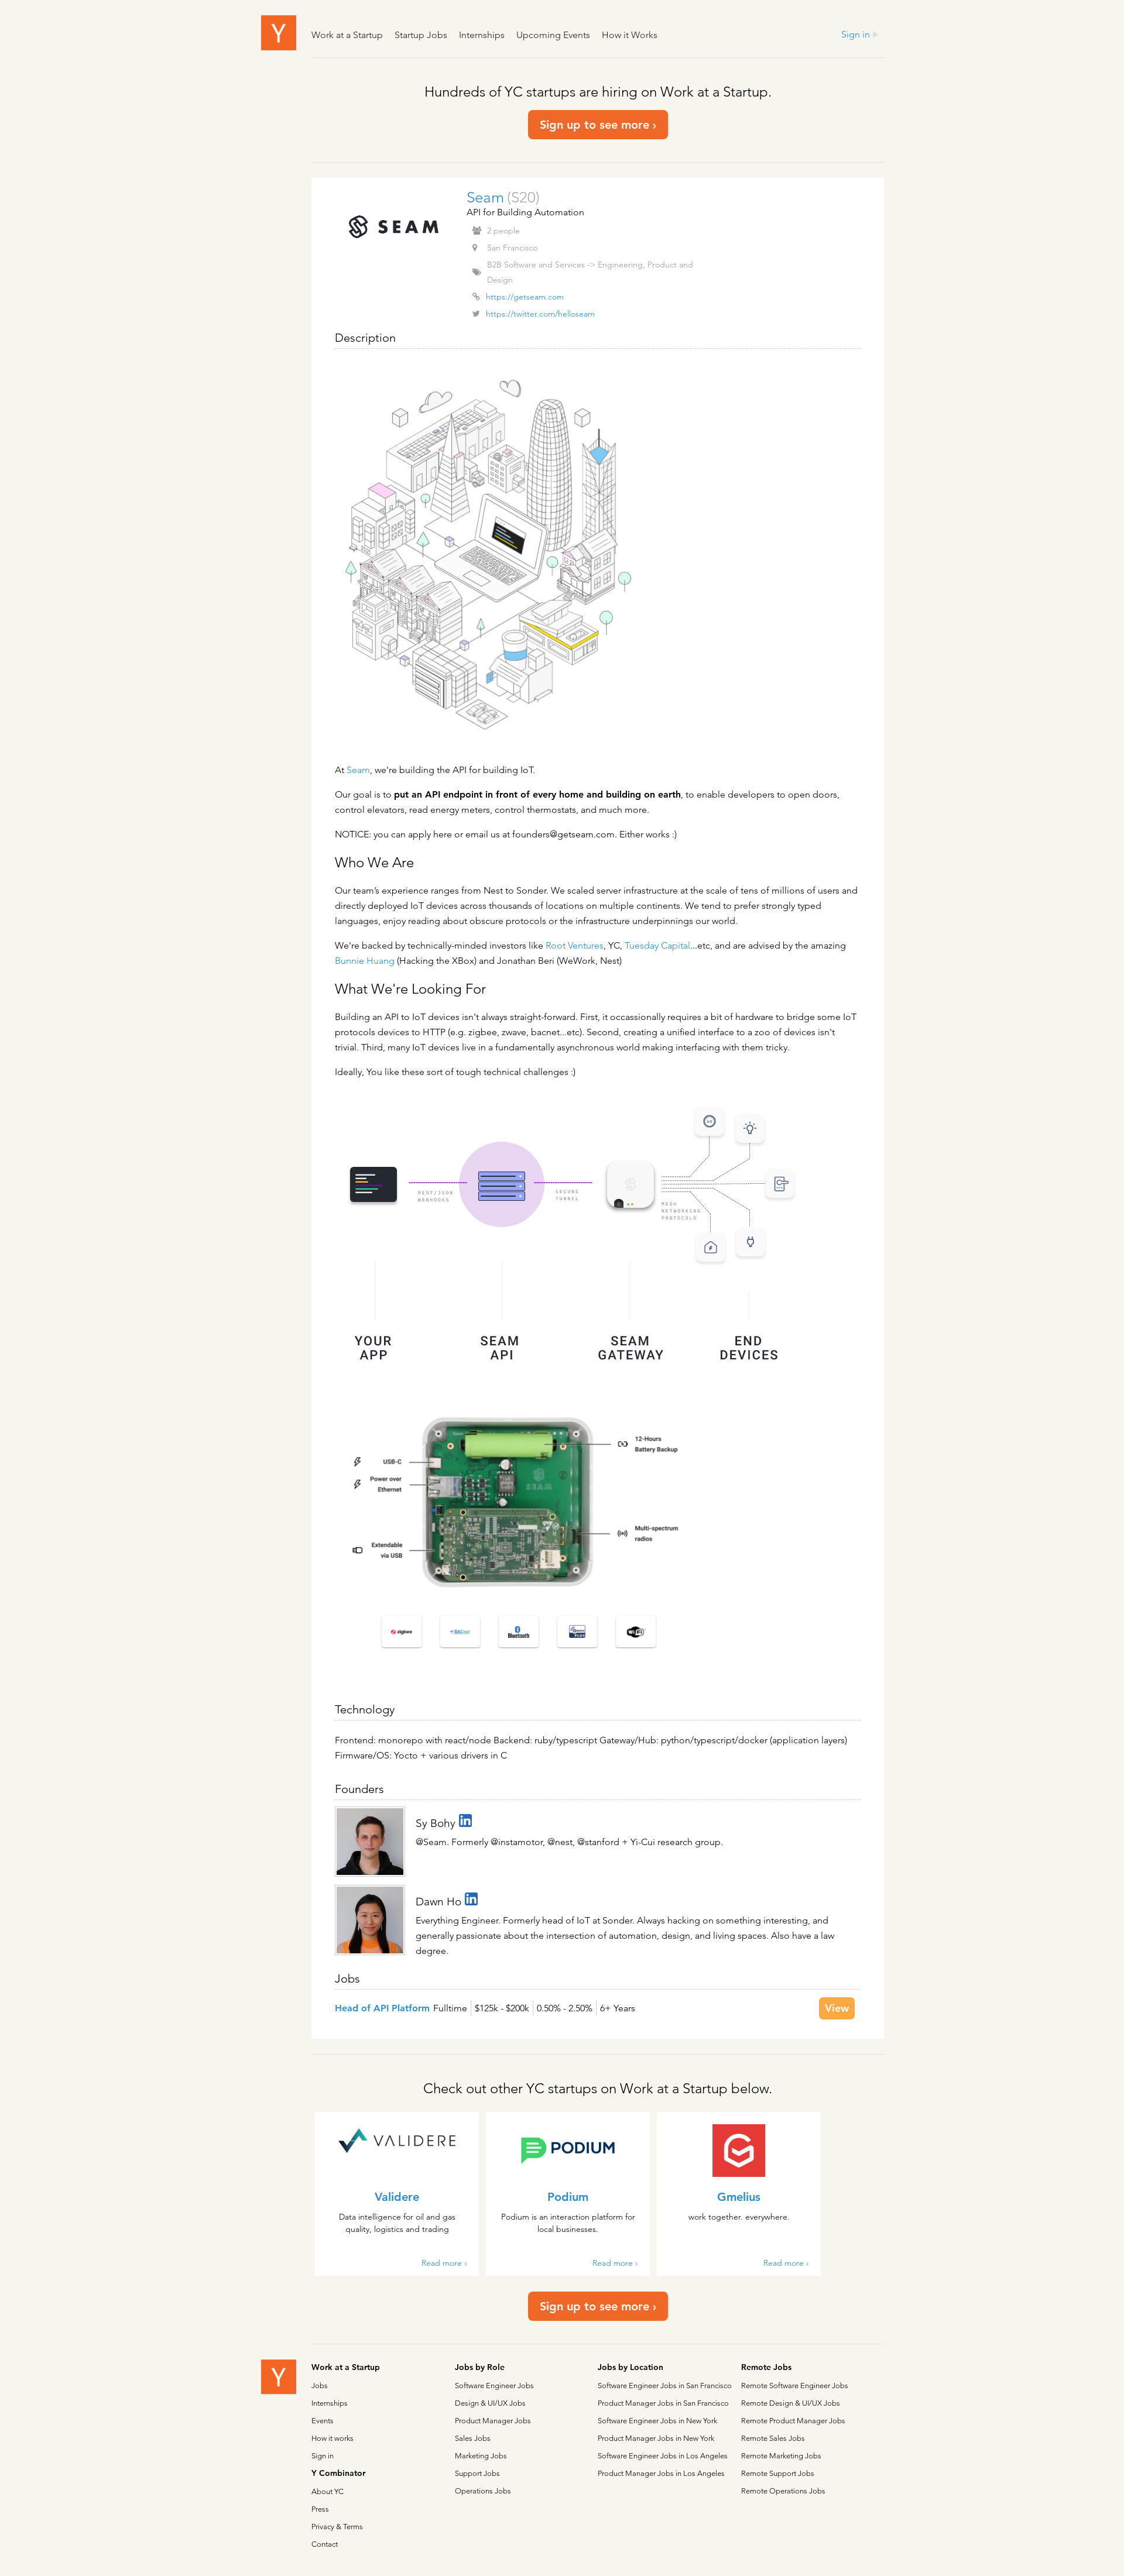 Y
Work at a Startup
Startup Jobs
Internships
Upcoming Events
How it Works
Sign in
Hundreds of YC startups are hiring on Work at a Startup.
Sign up to see more ›
SEAM
Seam (S20)
API for Building Automation
2 people
San Francisco
B2B Software and Services -> Engineering, Product and
Design
https://getseam.com
https://twitter.com/helloseam
Description
At Seam, we're building the API for building IoT.
Our goal is to put an API endpoint in front of every home and building on earth, to enable developers to open doors,
control elevators, read energy meters, control thermostats, and much more.
NOTICE: you can apply here or email us at founders@getseam.com. Either works :)
Who We Are
Our team's experience ranges from Nest to Sonder. We scaled server infrastructure at the scale of tens of millions of users and
directly deployed IoT devices across thousands of locations on multiple continents. We tend to prefer strongly typed
languages, enjoy reading about obscure protocols or the infrastructure underpinnings our world.
We're backed by technically-minded investors like Root Ventures, YC, Tuesday Capital...etc, and are advised by the amazing
Bunnie Huang (Hacking the XBox) and Jonathan Beri (WeWork, Nest)
What We're Looking For
Building an API to IoT devices isn't always straight-forward. First, it occassionally requires a bit of hardware to bridge some IoT
protocols devices to HTTP (e.g. zigbee, zwave, bacnet...etc). Second, creating a unified interface to a zoo of devices isn't
trivial. Third, many IoT devices live in a fundamentally asynchronous world making interfacing with them tricky.
Ideally, You like these sort of tough technical challenges :)
REST/JSON
WEBHOOKS
SECURE
TUNNEL
MESH
NETWORKING
PROTOCOLS
YOUR
APP
SEAM
API
SEAM
GATEWAY
END
DEVICES
12-Hours
Battery Backup
USB-C
Power over
Ethernet
SEAM
Multi-spectrum
radios
Extendable
via USB
zigbee
BACnet
Bluetooth
WiFi
Technology
Frontend: monorepo with react/node Backend: ruby/typescript Gateway/Hub: python/typescript/docker (application layers)
Firmware/OS: Yocto + various drivers in C
Founders
Sy Bohy in
@Seam. Formerly @instamotor, @nest, @stanford + Yi-Cui research group.
Dawn Ho in
Everything Engineer. Formerly head of IoT at Sonder. Always hacking on something interesting, and
generally passionate about the intersection of automation, design, and living spaces. Also have a law
degree.
Jobs
Head of API Platform Fulltime $125k - $200k 0.50% - 2.50% 6+ Years
View
Check out other YC startups on Work at a Startup below.
VALIDERE
Validere
Data intelligence for oil and gas
quality, logistics and trading
Read more ›
PODIUM
Podium
Podium is an interaction platform for
local businesses.
Read more ›
Gmelius
work together. everywhere.
Read more ›
Sign up to see more ›
Y
Work at a Startup
Jobs
Internships
Events
How it works
Sign in
Y Combinator
About YC
Press
Privacy & Terms
Contact
Jobs by Role
Software Engineer Jobs
Design & UI/UX Jobs
Product Manager Jobs
Sales Jobs
Marketing Jobs
Support Jobs
Operations Jobs
Jobs by Location
Software Engineer Jobs in San Francisco
Product Manager Jobs in San Francisco
Software Engineer Jobs in New York
Product Manager Jobs in New York
Software Engineer Jobs in Los Angeles
Product Manager Jobs in Los Angeles
Remote Jobs
Remote Software Engineer Jobs
Remote Design & UI/UX Jobs
Remote Product Manager Jobs
Remote Sales Jobs
Remote Marketing Jobs
Remote Support Jobs
Remote Operations Jobs